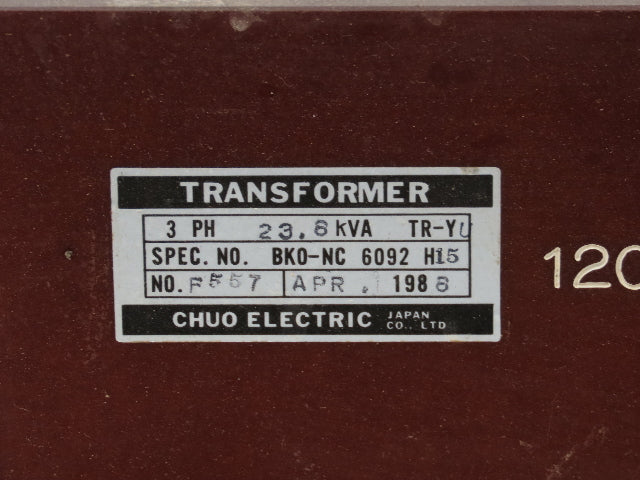 TRANSFORMER
3 PH 23.8 kVA TR-YU
SPEC. NO. BKO-NC 6092 H15
NO. F557 APR. 1988
CHUO ELECTRIC JAPAN CO., LTD
120